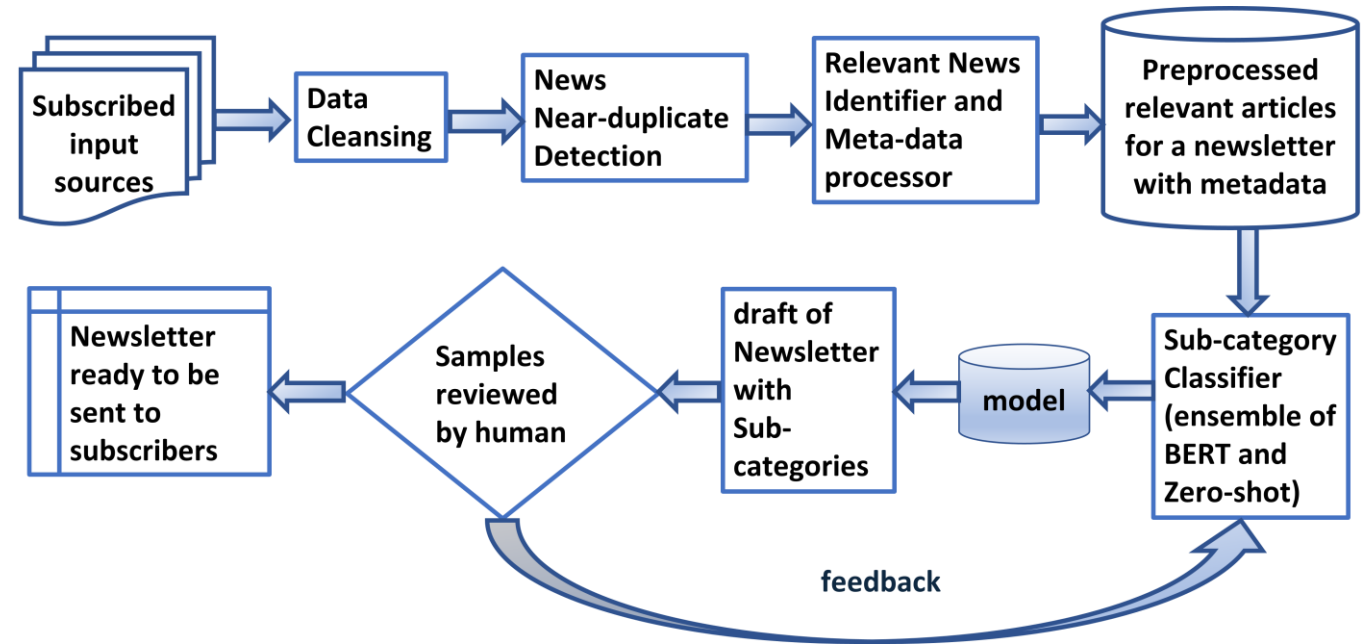 Subscribed
input
sources
Data
Cleansing
News
Near-duplicate
Detection
Relevant News
Identifier and
Meta-data
processor
Preprocessed
relevant articles
for a newsletter
with metadata
Newsletter
ready to be
sent to
subscribers
Samples
reviewed
by human
draft of
Newsletter
with
Sub-
categories
model
Sub-category
Classifier
(ensemble of
BERT and
Zero-shot)
feedback